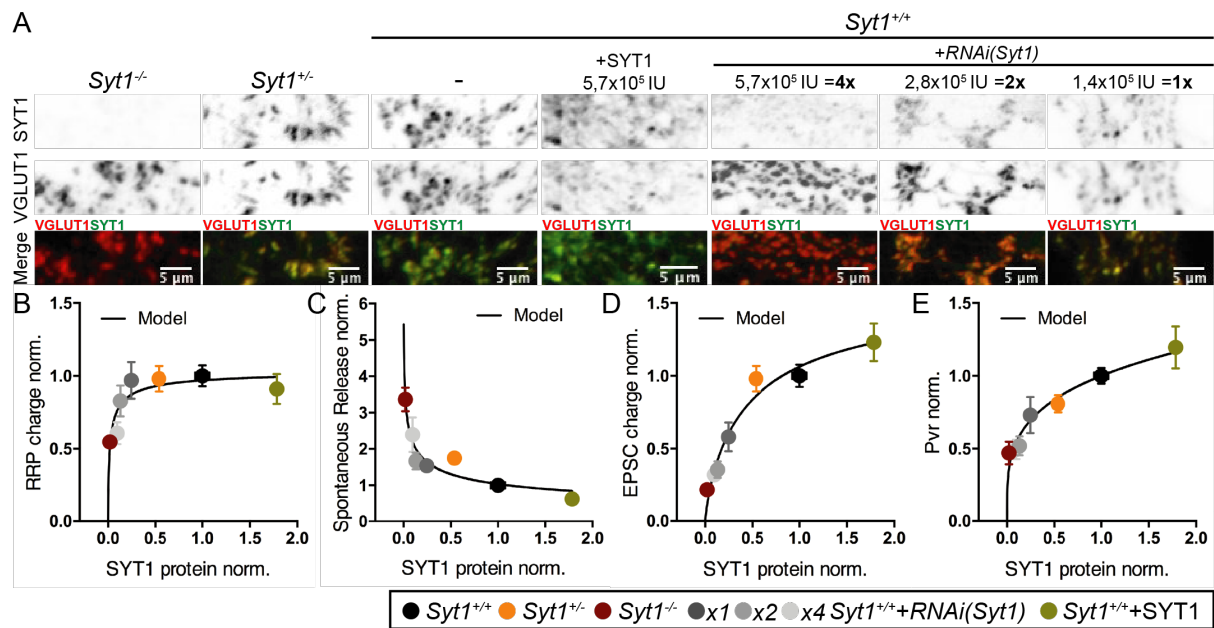 A
Syt1+/+
+SYT1
+RNAi(Syt1)
Syt1-/-
Syt1+/-
-
5,7x10⁵ IU
5,7x10⁵ IU =4x
2,8x10⁵ IU =2x
1,4x10⁵ IU =1x
SYT1
VGLUT1
Merge
VGLUT1SYT1
5 µm
VGLUT1SYT1
5 µm
VGLUT1SYT1
5 µm
VGLUT1SYT1
5 µm
VGLUT1SYT1
5 µm
VGLUT1SYT1
5 µm
VGLUT1SYT1
5 µm
B
1.5
1.0
0.5
0.0
RRP charge norm.
Model
0.0 0.5 1.0 1.5 2.0
SYT1 protein norm.
C
6
5
4
3
2
1
0
Spontaneous Release norm.
Model
0.0 0.5 1.0 1.5 2.0
SYT1 protein norm.
D
1.5
1.0
0.5
0.0
EPSC charge norm.
Model
0.0 0.5 1.0 1.5 2.0
SYT1 protein norm.
E
1.5
1.0
0.5
0.0
Pvr norm.
Model
0.0 0.5 1.0 1.5 2.0
SYT1 protein norm.
Syt1+/+ Syt1+/- Syt1-/- x1 x2 x4 Syt1+/++RNAi(Syt1) Syt1+/++SYT1